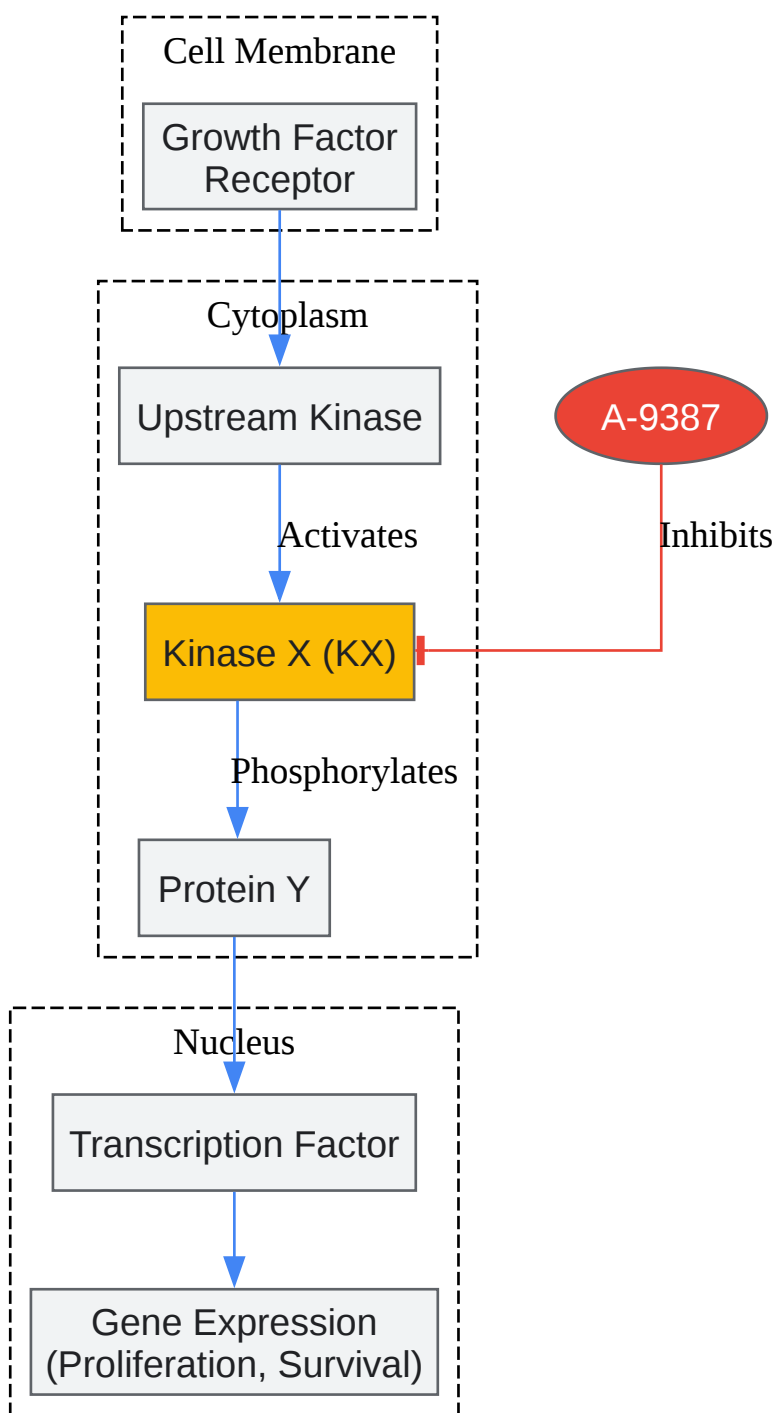 Cell Membrane
Growth Factor
Receptor
Cytoplasm
Upstream Kinase
A-9387
Activates
Inhibits
Kinase X (KX)
Phosphorylates
Protein Y
Nucleus
Transcription Factor
Gene Expression
(Proliferation, Survival)